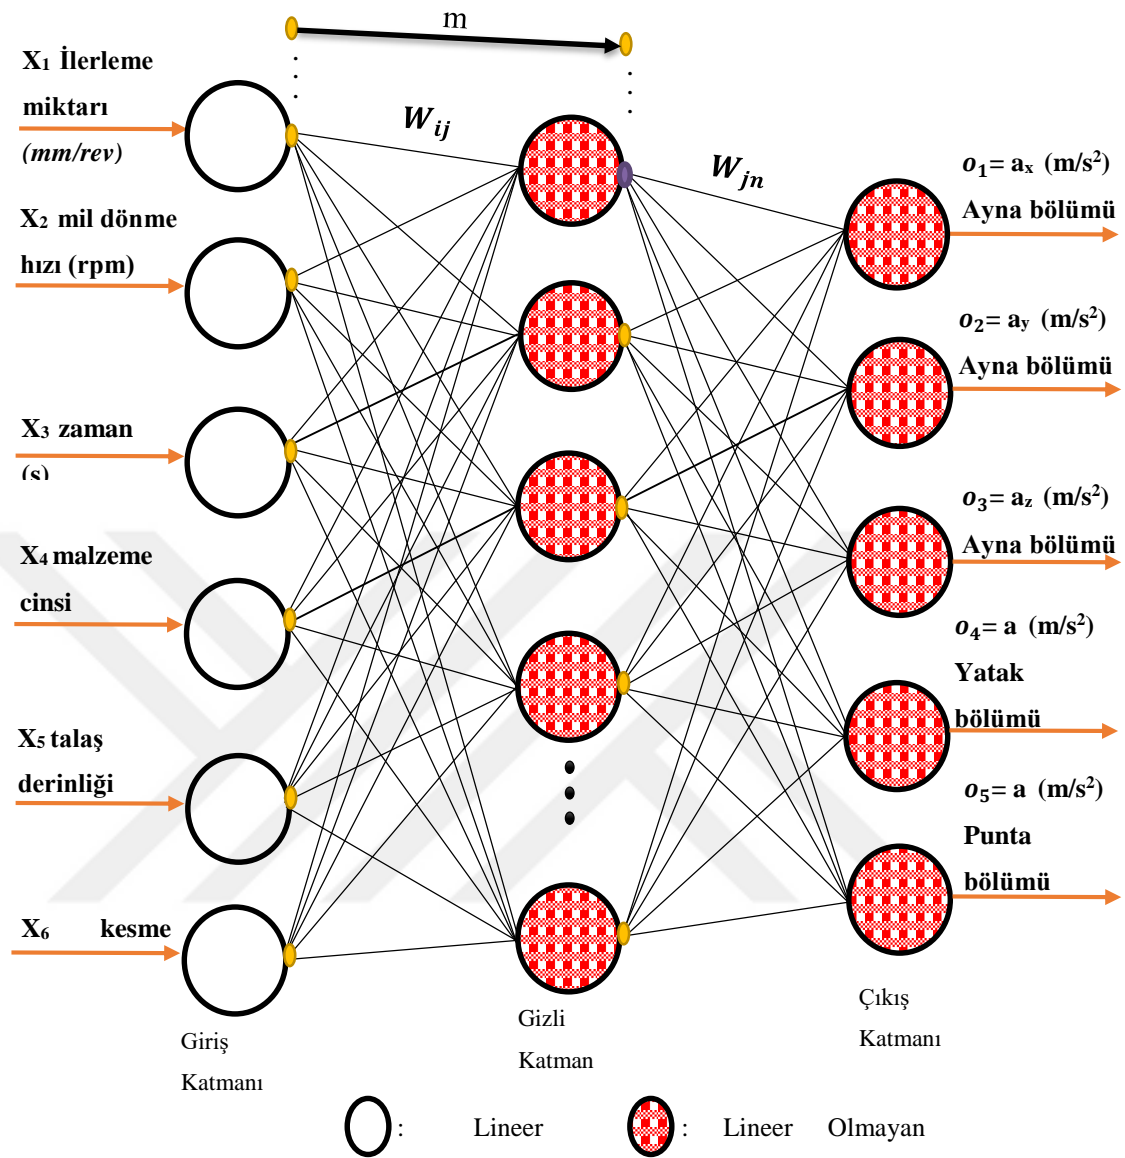 m
X₁ İlerleme
miktarı
(mm/rev)
X₂ mil dönme
hızı (rpm)
X₃ zaman
(s)
X₄ malzeme
cinsi
X₅ talaş
derinliği
X₆ kesme
Wᵢⱼ
Wⱼₙ
o₁= aₓ (m/s²)
Ayna bölümü
o₂= aᵧ (m/s²)
Ayna bölümü
o₃= a_z (m/s²)
Ayna bölümü
o₄= a (m/s²)
Yatak
bölümü
o₅= a (m/s²)
Punta
bölümü
Giriş
Katmanı
Gizli
Katman
Çıkış
Katmanı
: Lineer
: Lineer Olmayan